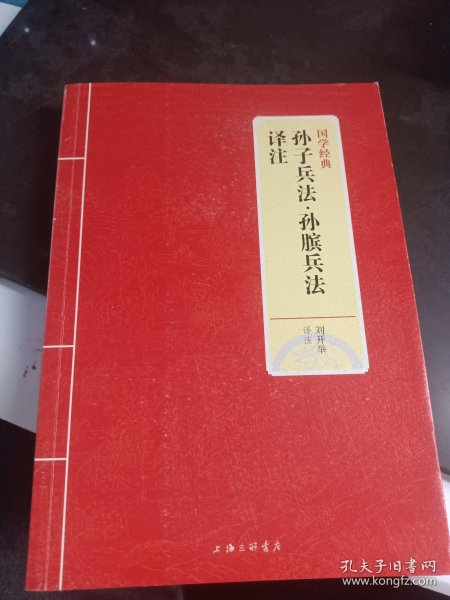 国学经典
孙子兵法·孙膑兵法
译注
刘开举
译注
上海三联书店
孔夫子旧书网
www.kongfz.com